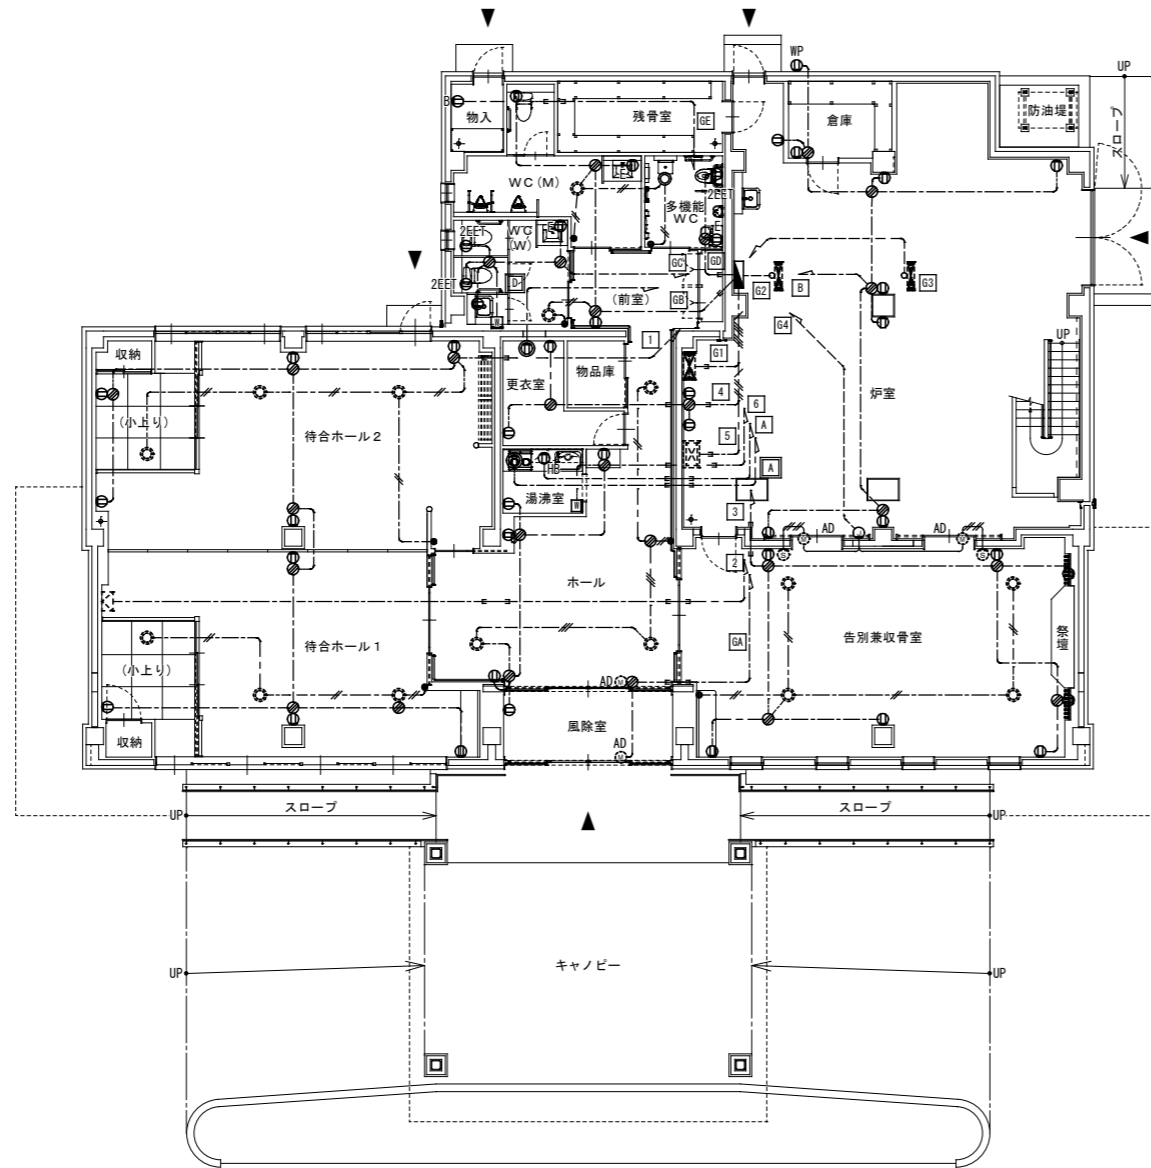 WP
UP
B
物入
残骨室
GE
倉庫
防油堤
スロープ
WC(M)
E
多機能
WC
2EET
E
2EET
WC
(W)
E
2EET
D
(前室)
GC
GD
GB
G2
B
G3
W
G4
UP
収納
1
G1
更衣室
物品庫
4
6
炉室
(小上り)
A
待合ホール2
5
HB
A
湯沸室
W
3
AD
AD
M
M
S
S
2
ホール
GA
告別兼収骨室
祭壇
待合ホール1
(小上り)
AD
M
風除室
収納
AD
M
スロープ
スロープ
UP
UP
キャノピー
UP
UP